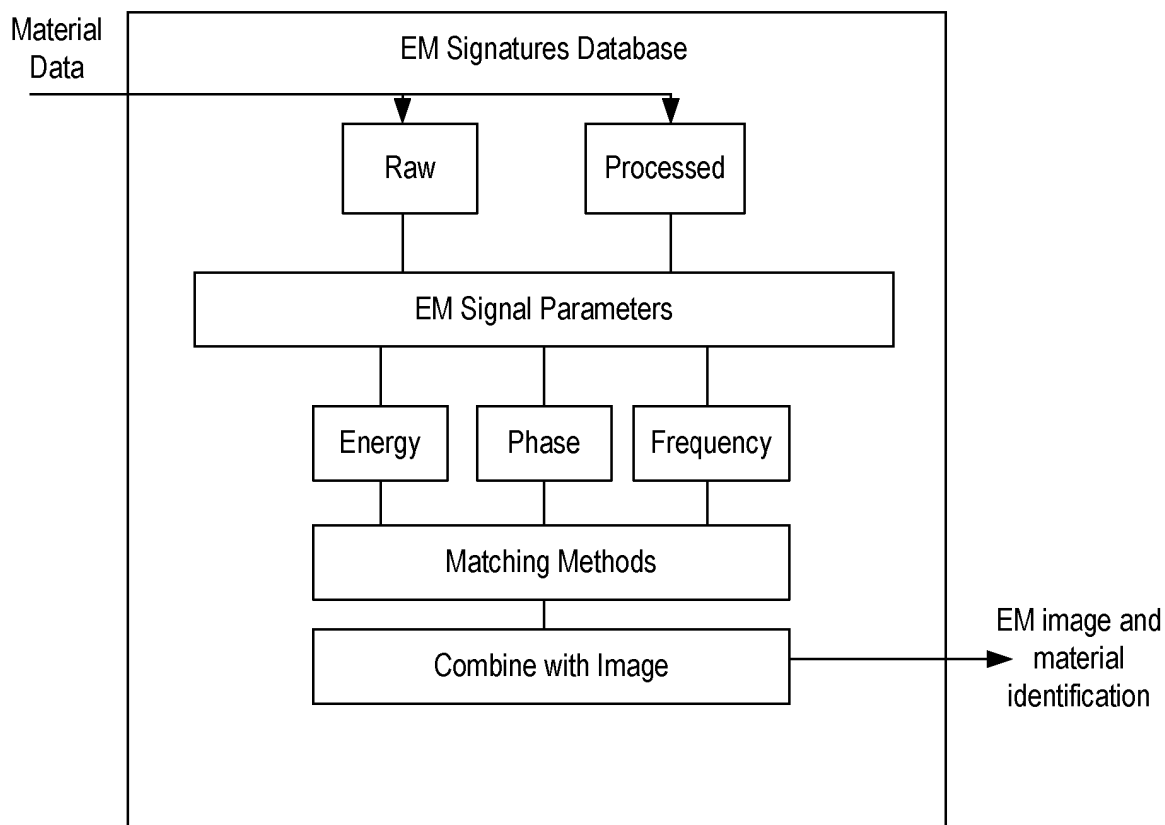 Material
Data
EM Signatures Database
Raw
Processed
EM Signal Parameters
Energy
Phase
Frequency
Matching Methods
Combine with Image
EM image and
material
identification